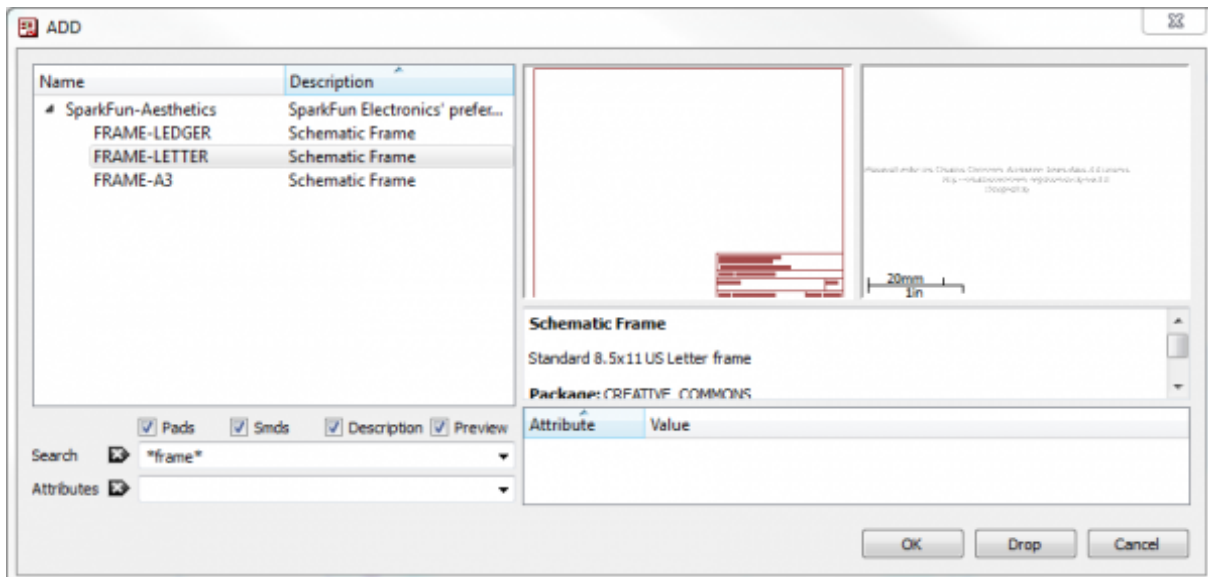 ADD
Name Description
SparkFun-Aesthetics SparkFun Electronics' prefer...
FRAME-LEDGER Schematic Frame
FRAME-LETTER Schematic Frame
FRAME-A3 Schematic Frame
20mm
1in
Schematic Frame
Standard 8.5x11 US Letter frame
Package: CREATIVE_COMMONS
Pads Smds Description Preview
Search *frame*
Attributes
Attribute Value
OK Drop Cancel